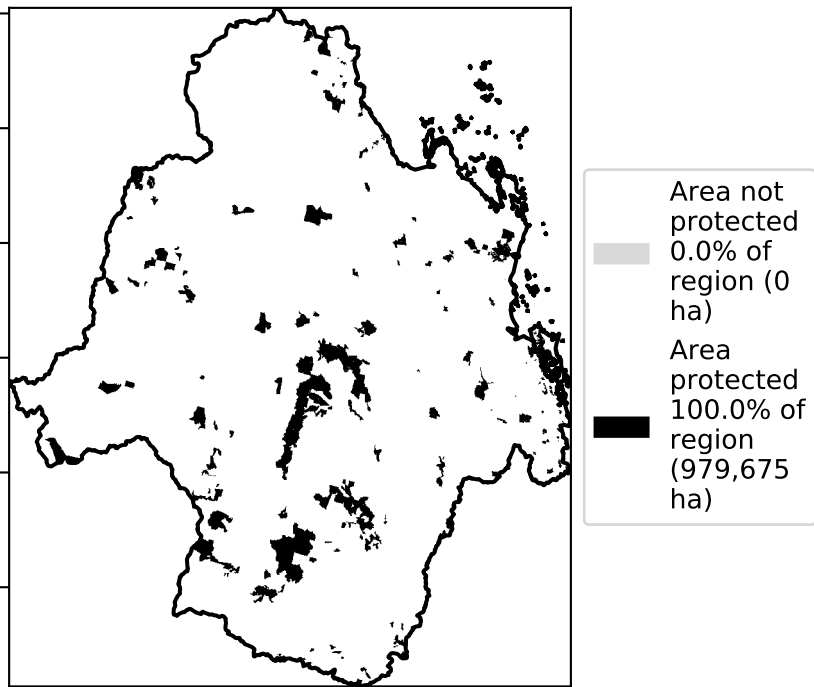 Area not
protected
0.0% of
region (0
ha)
Area
protected
100.0% of
region
(979,675
ha)